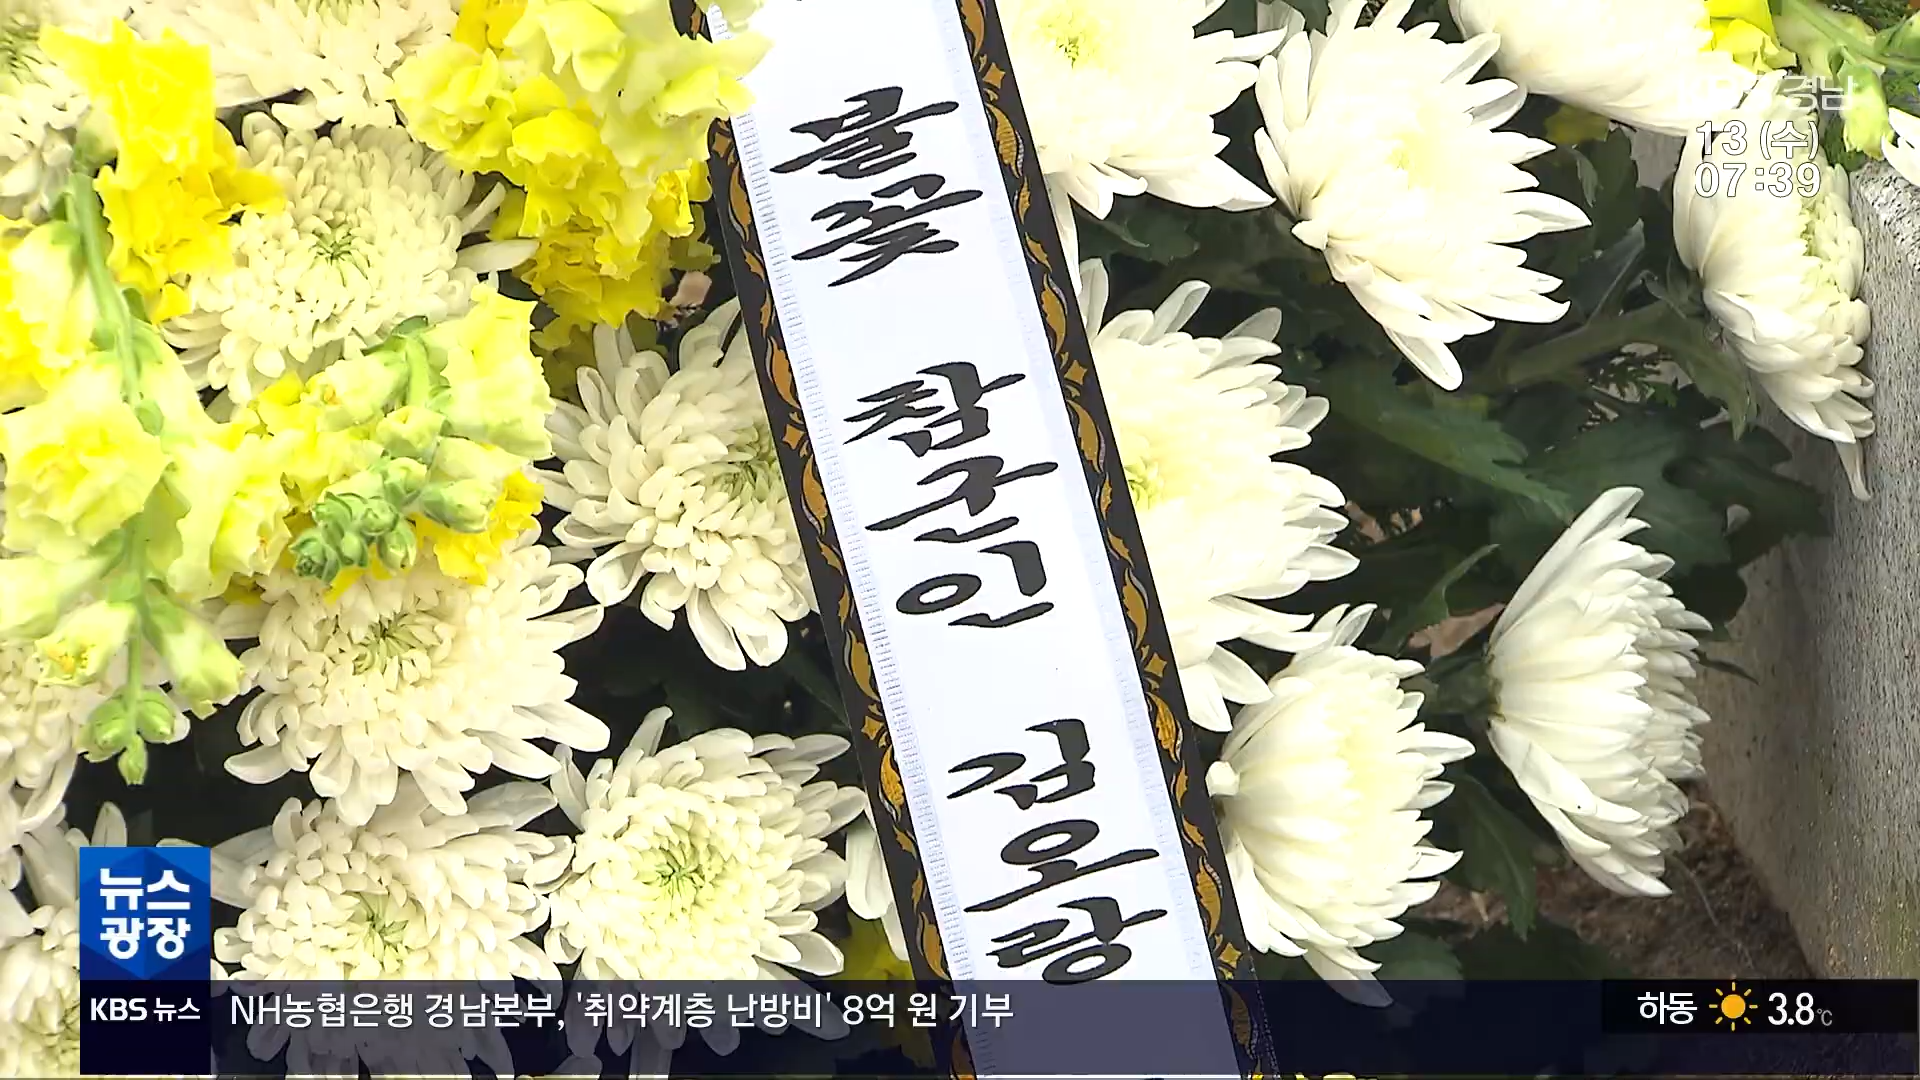 불꽃 참군인 김오랑
경남
13 (수)
07:39
뉴스
광장
KBS 뉴스
NH농협은행 경남본부, '취약계층 난방비' 8억 원 기부
하동 3.8℃